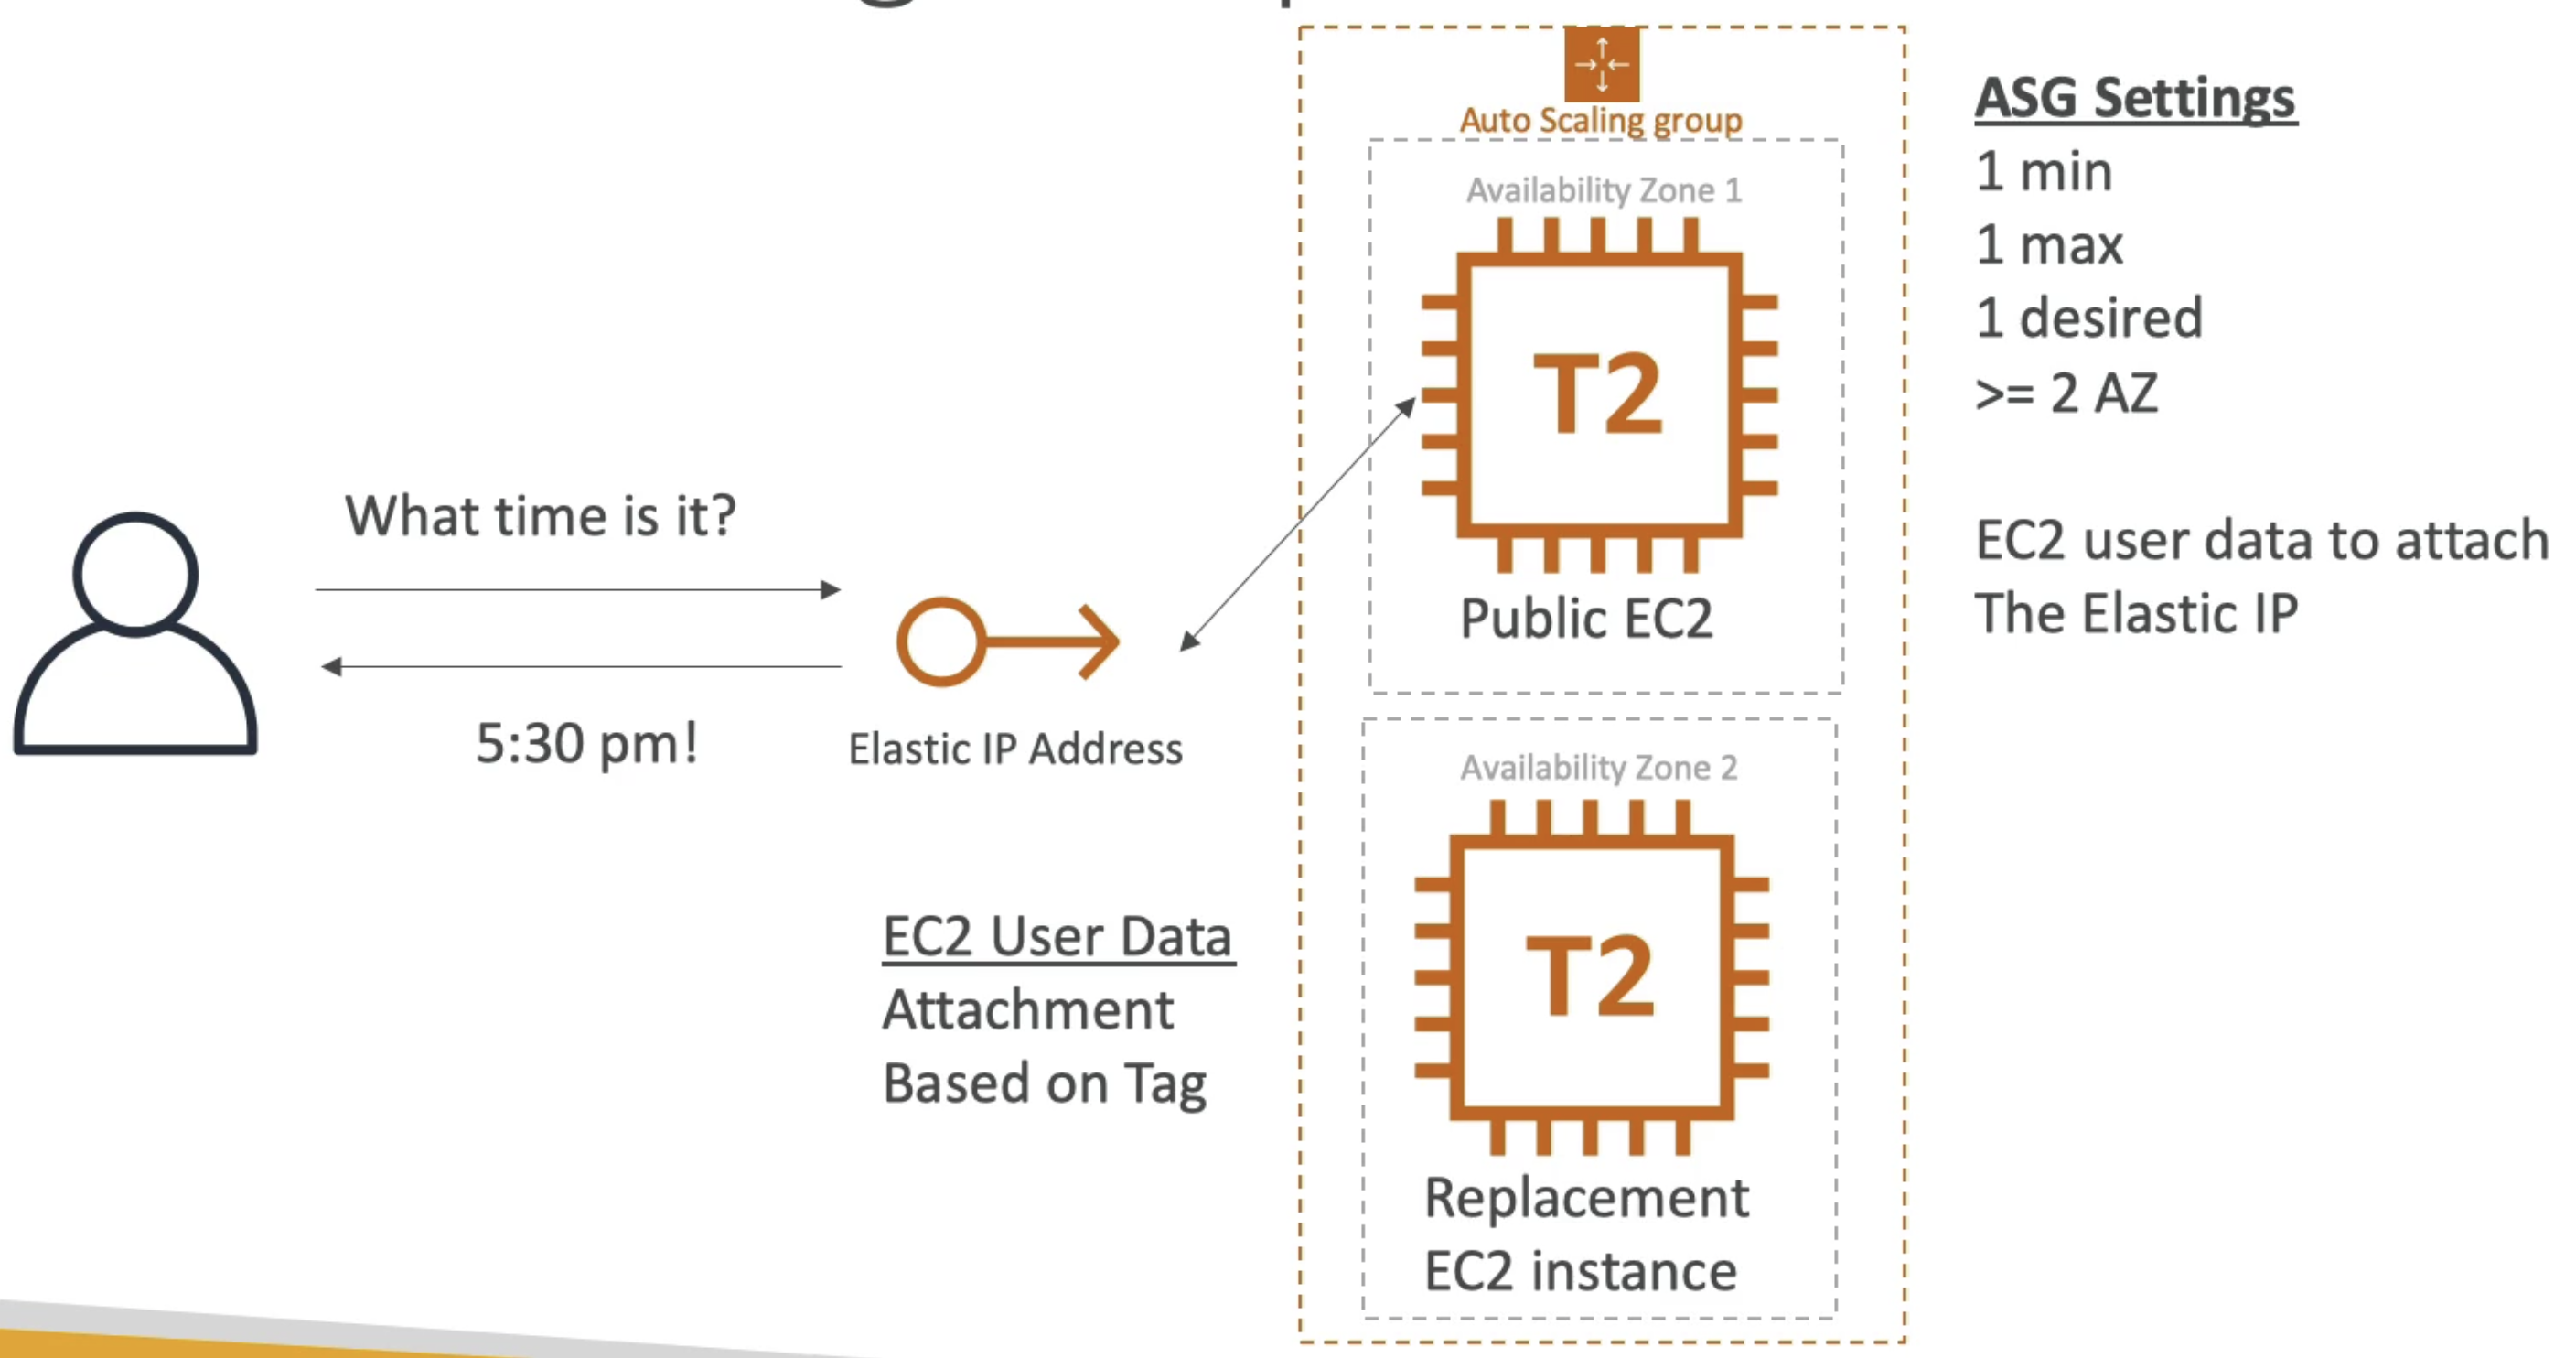 Auto Scaling group
Availability Zone 1
T2
Public EC2
Availability Zone 2
T2
Replacement
EC2 instance
ASG Settings
1 min
1 max
1 desired
>= 2 AZ
EC2 user data to attach
The Elastic IP
What time is it?
5:30 pm!
Elastic IP Address
EC2 User Data
Attachment
Based on Tag